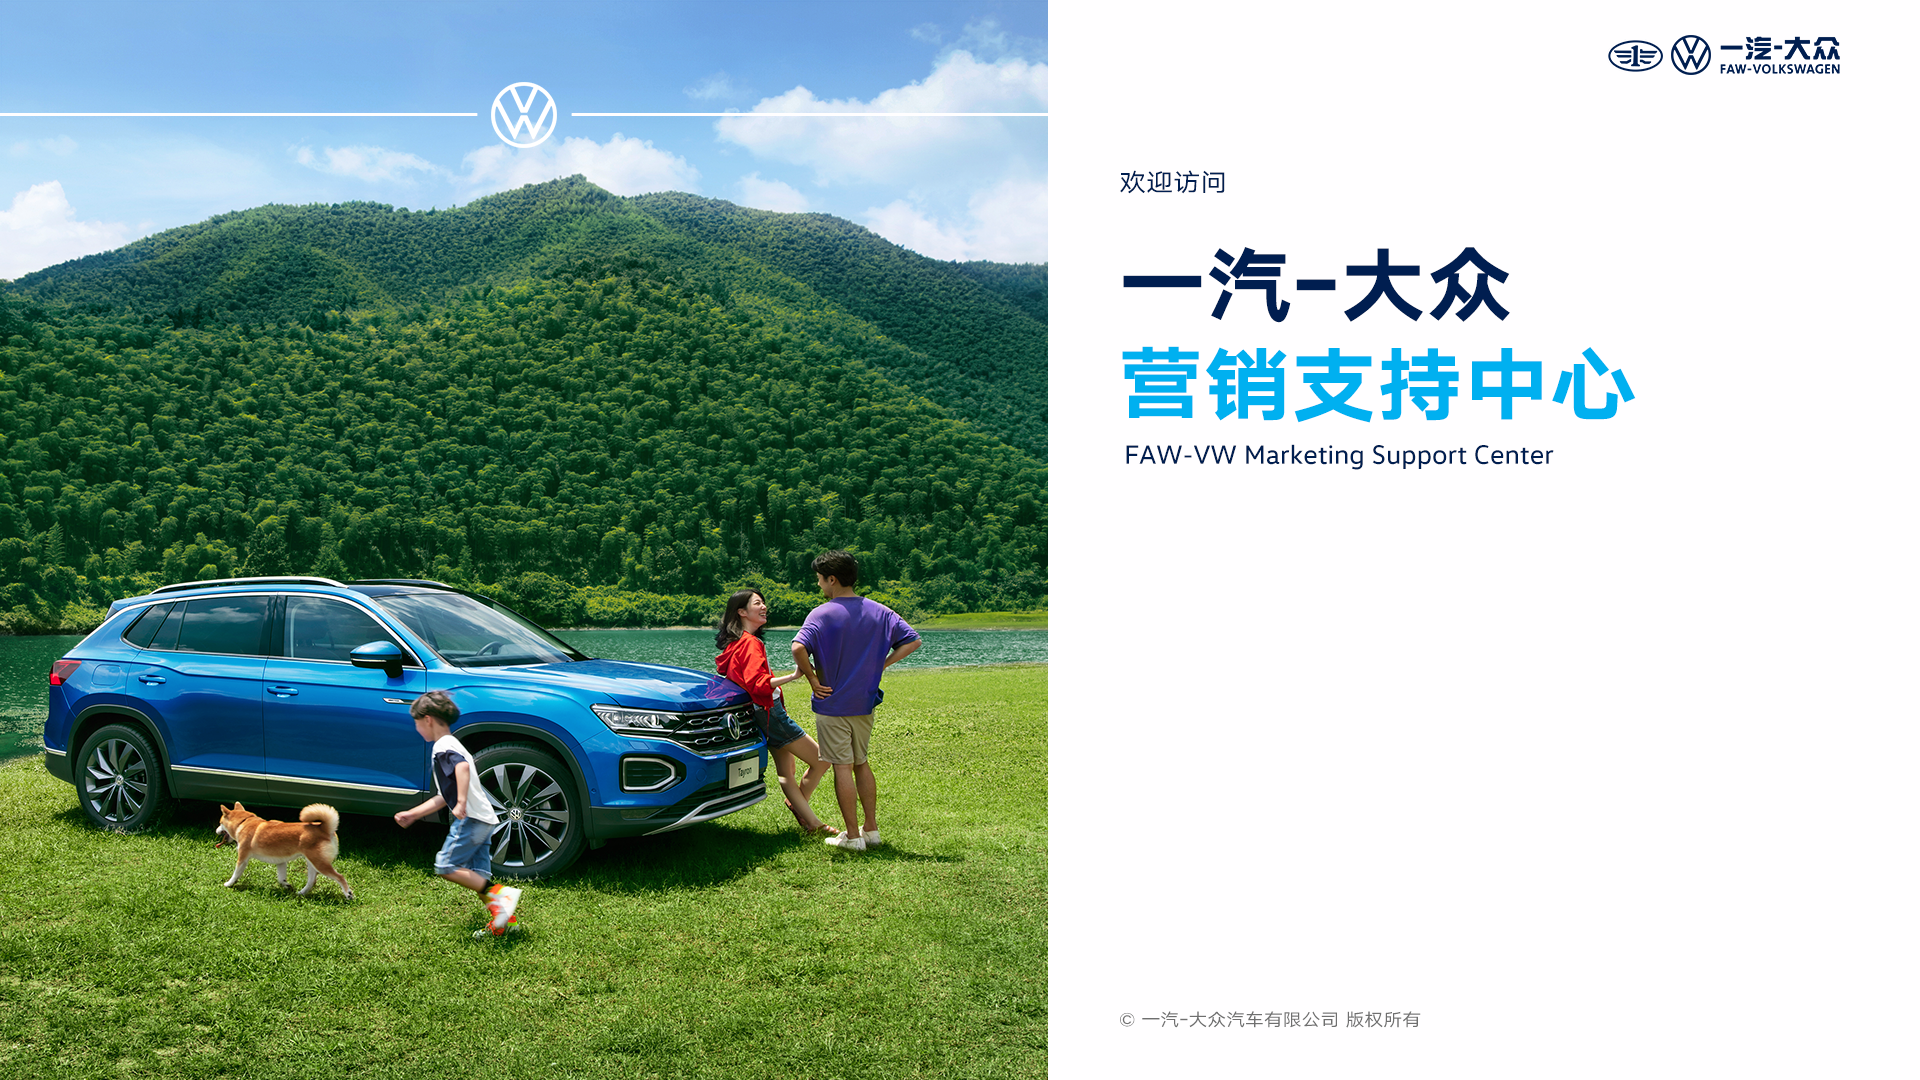 一汽-大众
FAW-VOLKSWAGEN
欢迎访问
一汽-大众
营销支持中心
FAW-VW Marketing Support Center
Tayron
© 一汽-大众汽车有限公司 版权所有